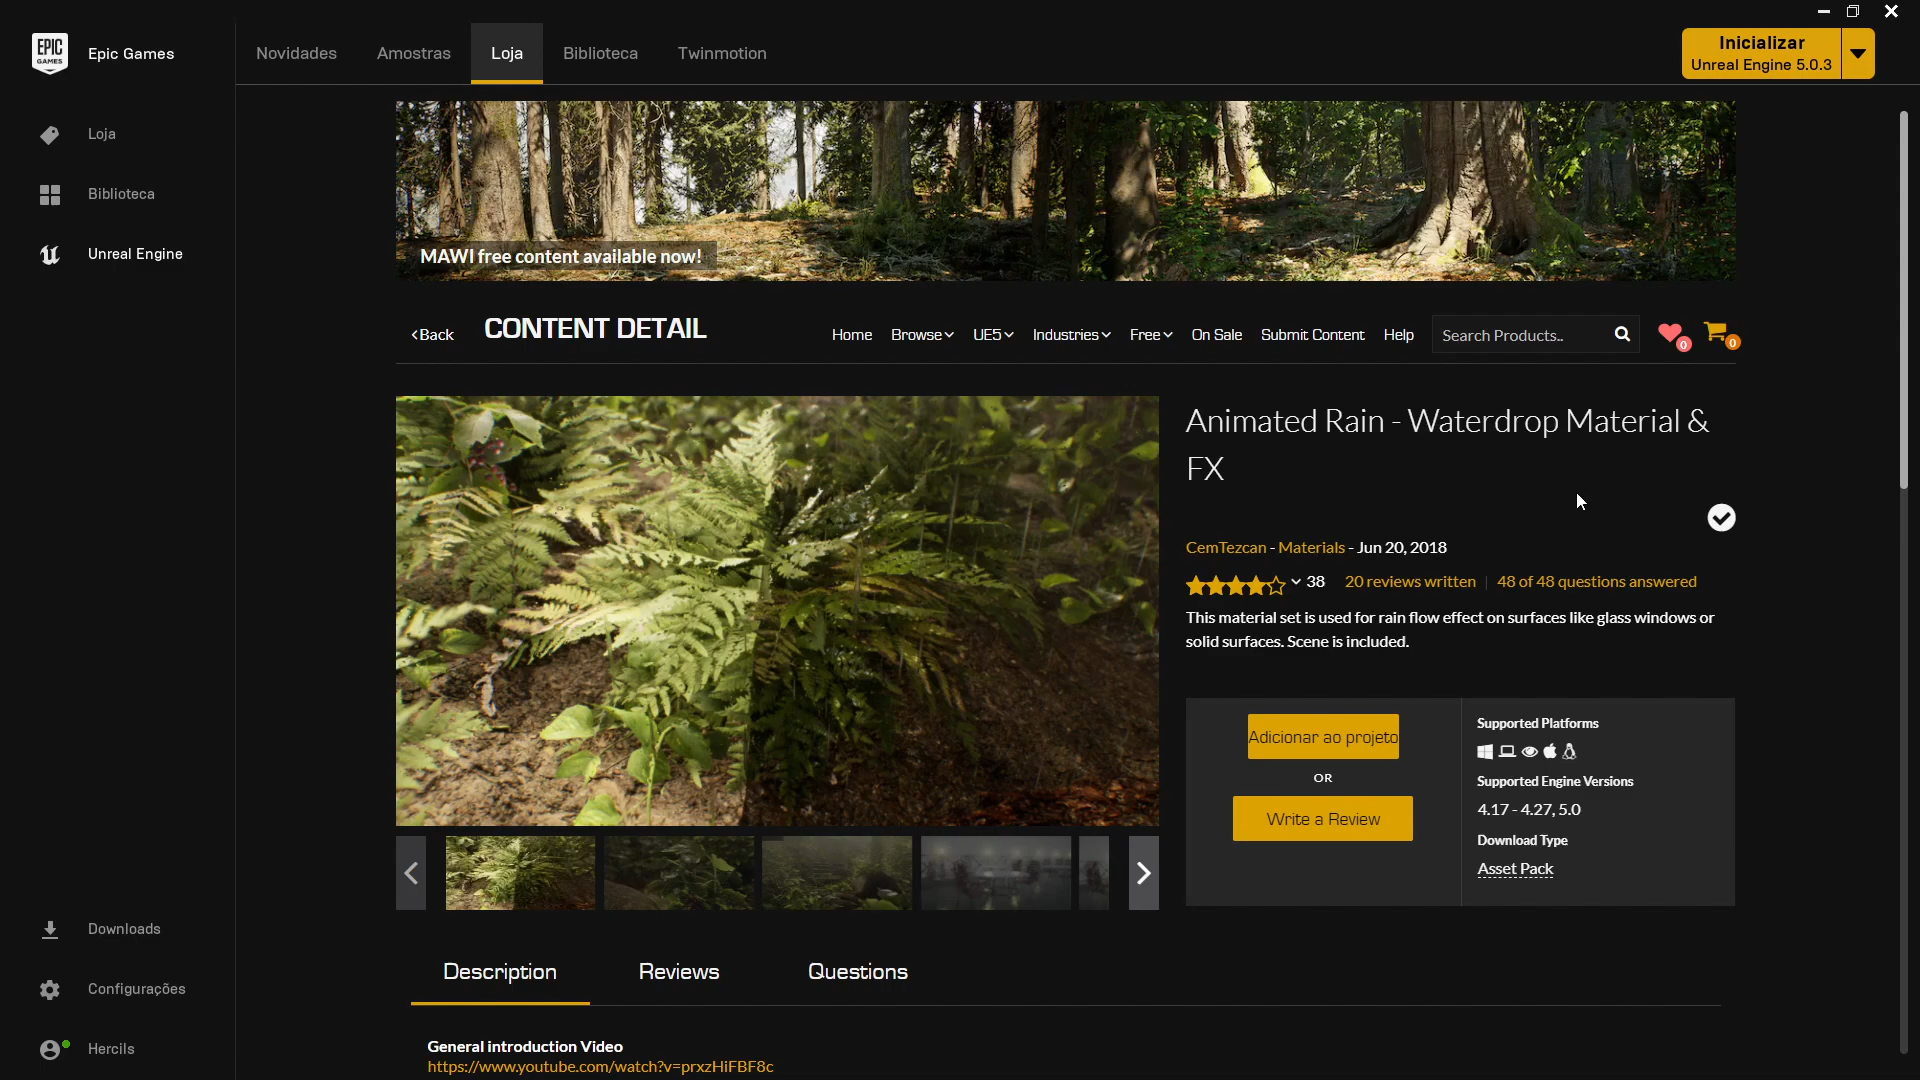 EPIC
GAMES
Epic Games
Novidades
Amostras
Loja
Biblioteca
Twinmotion
Inicializar
Unreal Engine 5.0.3
Loja
Biblioteca
Unreal Engine
MAWI free content available now!
<Back
CONTENT DETAIL
Home
Browse
UE5
Industries
Free
On Sale
Submit Content
Help
Search Products..
0
0
Animated Rain - Waterdrop Material &
FX
CemTezcan - Materials - Jun 20, 2018
38
20 reviews written
48 of 48 questions answered
This material set is used for rain flow effect on surfaces like glass windows or
solid surfaces. Scene is included.
Adicionar ao projeto
OR
Write a Review
Supported Platforms
Supported Engine Versions
4.17 - 4.27, 5.0
Download Type
Asset Pack
Description
Reviews
Questions
General introduction Video
https://www.youtube.com/watch?v=prxzHiFBF8c
Downloads
Configurações
Hercils